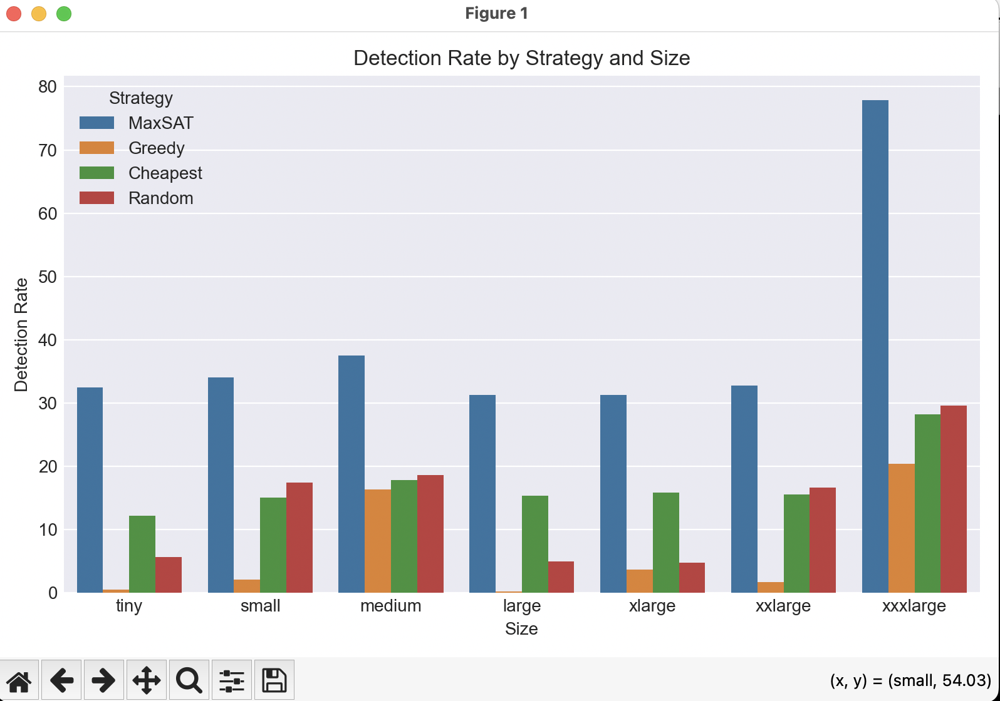 Figure 1
Detection Rate by Strategy and Size
Strategy
MaxSAT
Greedy
Cheapest
Random
Detection Rate
80
70
60
50
40
30
20
10
0
tiny small medium large xlarge xxlarge xxxlarge
Size
(x, y) = (small, 54.03)